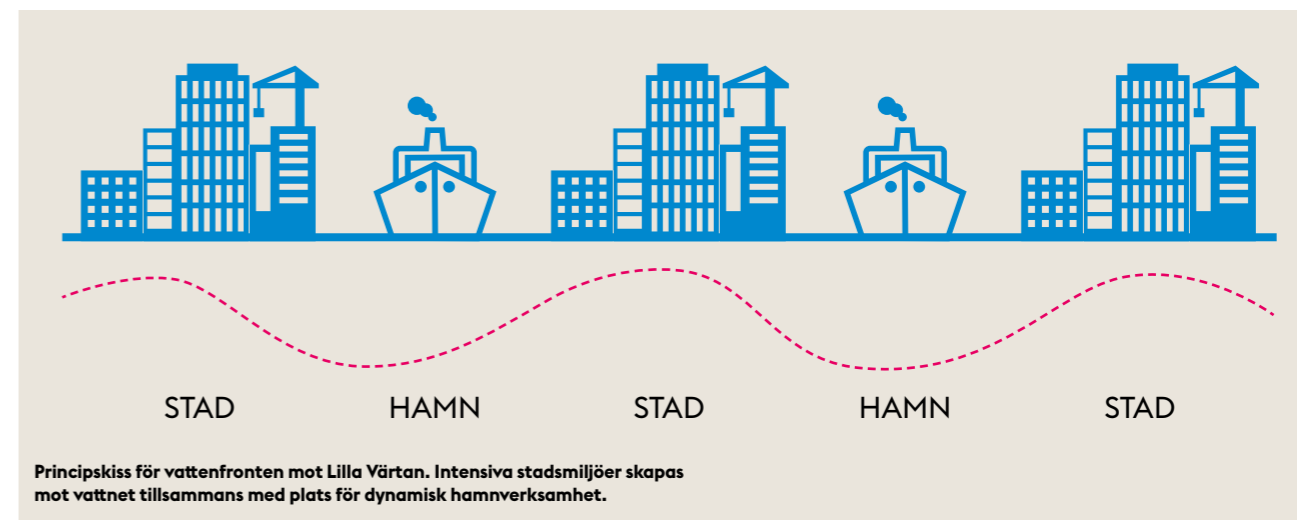 STAD HAMN STAD HAMN STAD
Principskiss för vattenfronten mot Lilla Värtan. Intensiva stadsmiljöer skapas
mot vattnet tillsammans med plats för dynamisk hamnverksamhet.